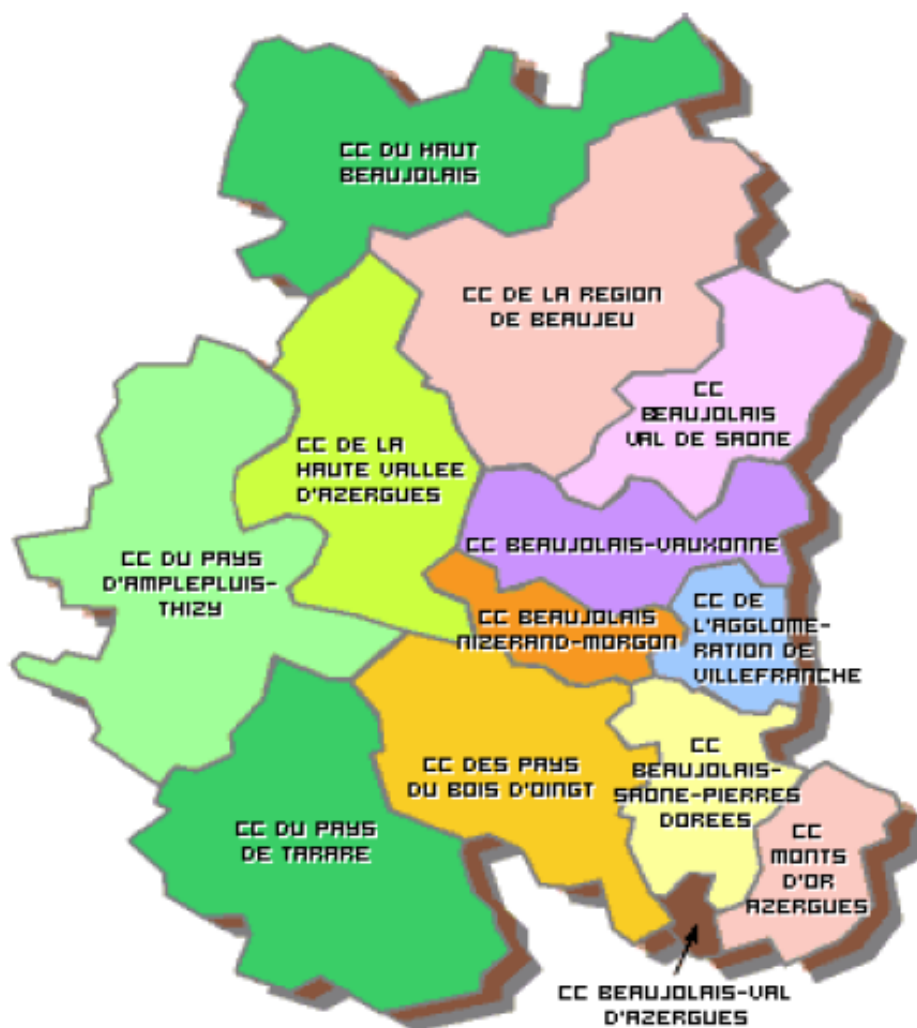 CC DU HAUT
BEAUJOLAIS
CC DE LA REGION
DE BEAUJEU
CC
BEAUJOLAIS
VAL DE SAONE
CC DE LA
HAUTE VALLEE
D'AZERGUES
CC BEAUJOLAIS-VAUXONNE
CC DU PAYS
D'AMPLEPLUIS-
THIZY
CC BEAUJOLAIS
NIZERAND-MORGON
CC DE
L'AGGLOME-
RATION DE
VILLEFRANCHE
CC DES PAYS
DU BOIS D'OINGT
CC
BEAUJOLAIS-
SAÔNE-PIERRES
DOREES
CC DU PAYS
DE TARARE
CC
MONTS
D'OR
AZERGUES
CC BEAUJOLAIS-VAL
D'AZERGUES